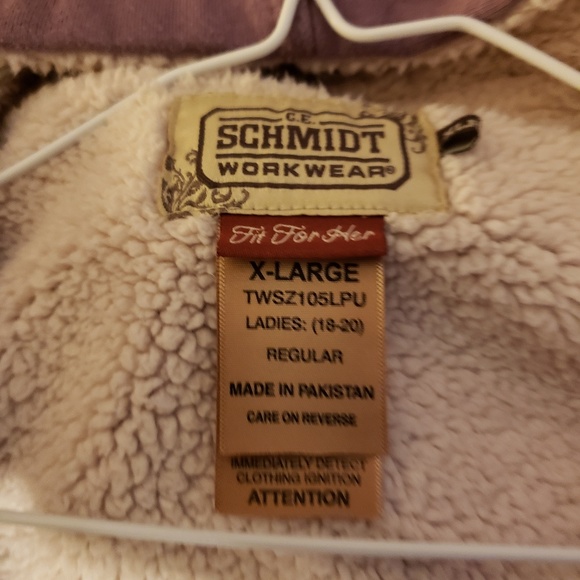 C.E.
SCHMIDT
WORKWEAR®
Fit For Her
X-LARGE
TWSZ105LPU
LADIES: (18-20)
REGULAR
MADE IN PAKISTAN
CARE ON REVERSE
IMMEDIATELY DETECT
CLOTHING IGNITION
ATTENTION